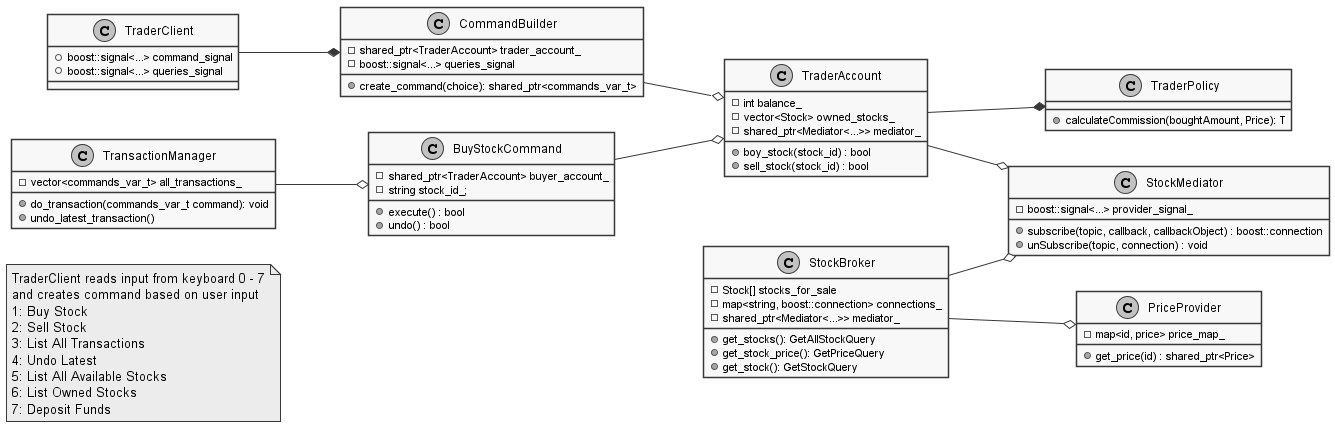 C TraderClient
boost::signal<...> command_signal
boost::signal<...> queries_signal
C CommandBuilder
shared_ptr<TraderAccount> trader_account_
boost::signal<...> queries_signal
create_command(choice): shared_ptr<commands_var_t>
C TraderAccount
int balance_
vector<Stock> owned_stocks_
shared_ptr<Mediator<...>> mediator_
boy_stock(stock_id) : bool
sell_stock(stock_id) : bool
C TraderPolicy
calculateCommission(boughtAmount, Price): T
C TransactionManager
vector<commands_var_t> all_transactions_
do_transaction(commands_var_t command): void
undo_latest_transaction()
C BuyStockCommand
shared_ptr<TraderAccount> buyer_account_
string stock_id_;
execute() : bool
undo() : bool
C StockMediator
boost::signal<...> provider_signal_
subscribe(topic, callback, callbackObject) : boost::connection
unSubscribe(topic, connection) : void
C StockBroker
Stock[] stocks_for_sale
map<string, boost::connection> connections_
shared_ptr<Mediator<...>> mediator_
get_stocks(): GetAllStockQuery
get_stock_price(): GetPriceQuery
get_stock(): GetStockQuery
C PriceProvider
map<id, price> price_map_
get_price(id) : shared_ptr<Price>
TraderClient reads input from keyboard 0 - 7
and creates command based on user input
1: Buy Stock
2: Sell Stock
3: List All Transactions
4: Undo Latest
5: List All Available Stocks
6: List Owned Stocks
7: Deposit Funds